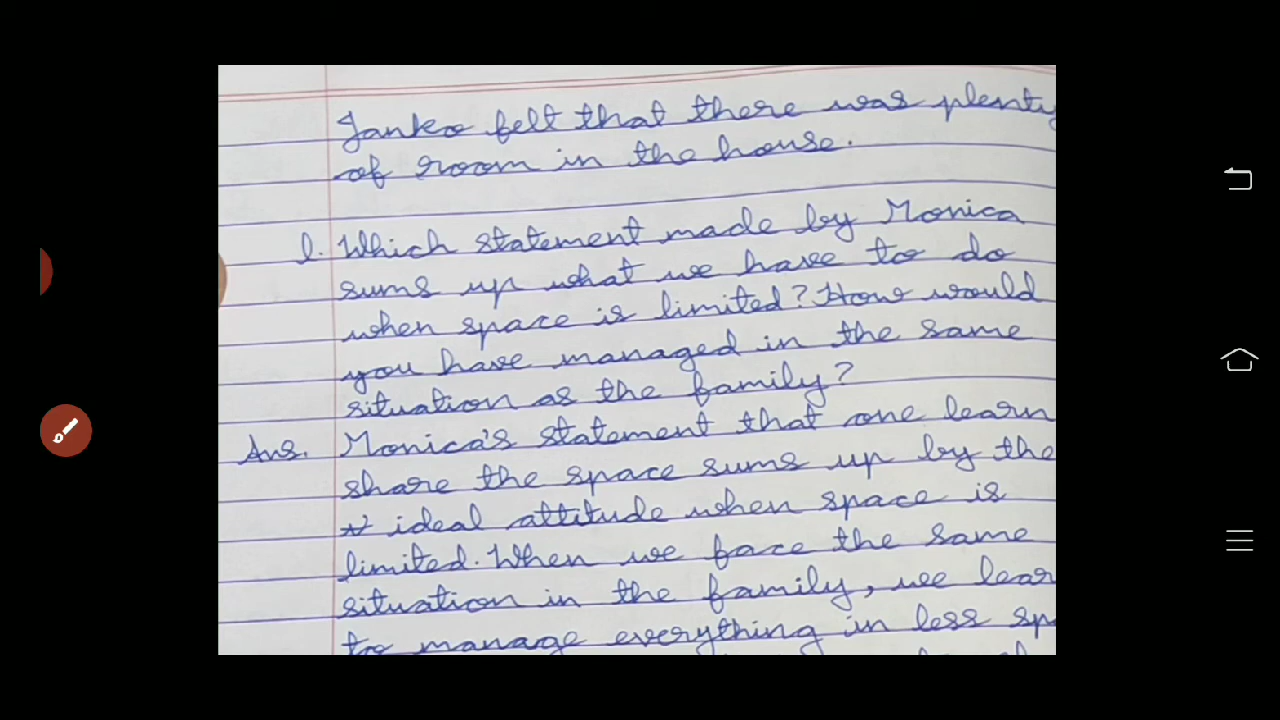 Janko felt that there was plenty
of room in the house.
l. Which statement made by Monica
sums up what we have to do
when space is limited? How would
you have managed in the same
situation as the family?
Ans. Monica's statement that one learn
share the space sums up by the
ideal attitude when space is
limited. When we face the same
situation in the family, we lear
to manage everything in less sp